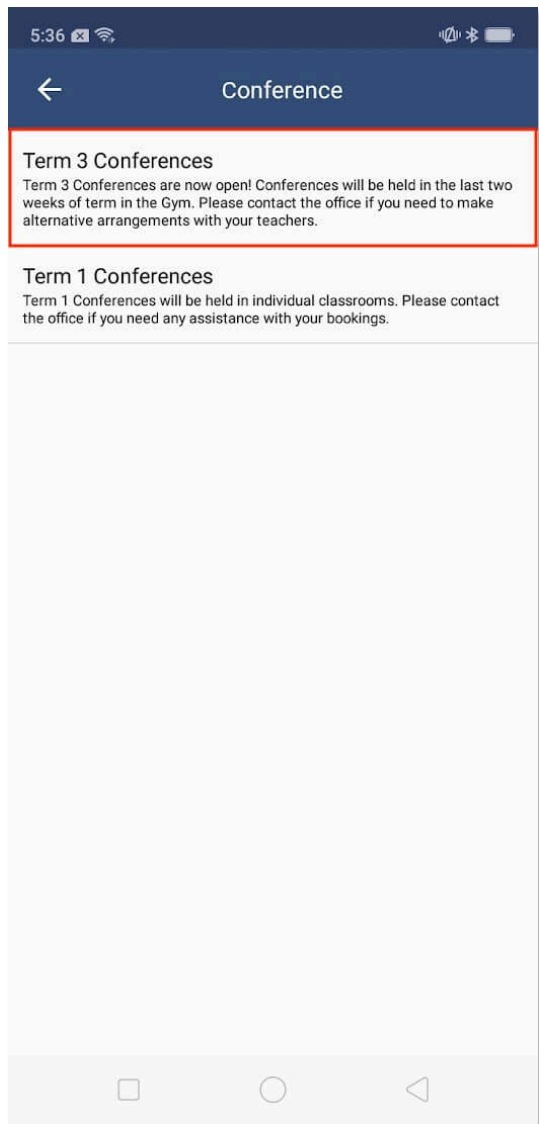 5:36
Conference
Term 3 Conferences
Term 3 Conferences are now open! Conferences will be held in the last two
weeks of term in the Gym. Please contact the office if you need to make
alternative arrangements with your teachers.
Term 1 Conferences
Term 1 Conferences will be held in individual classrooms. Please contact
the office if you need any assistance with your bookings.